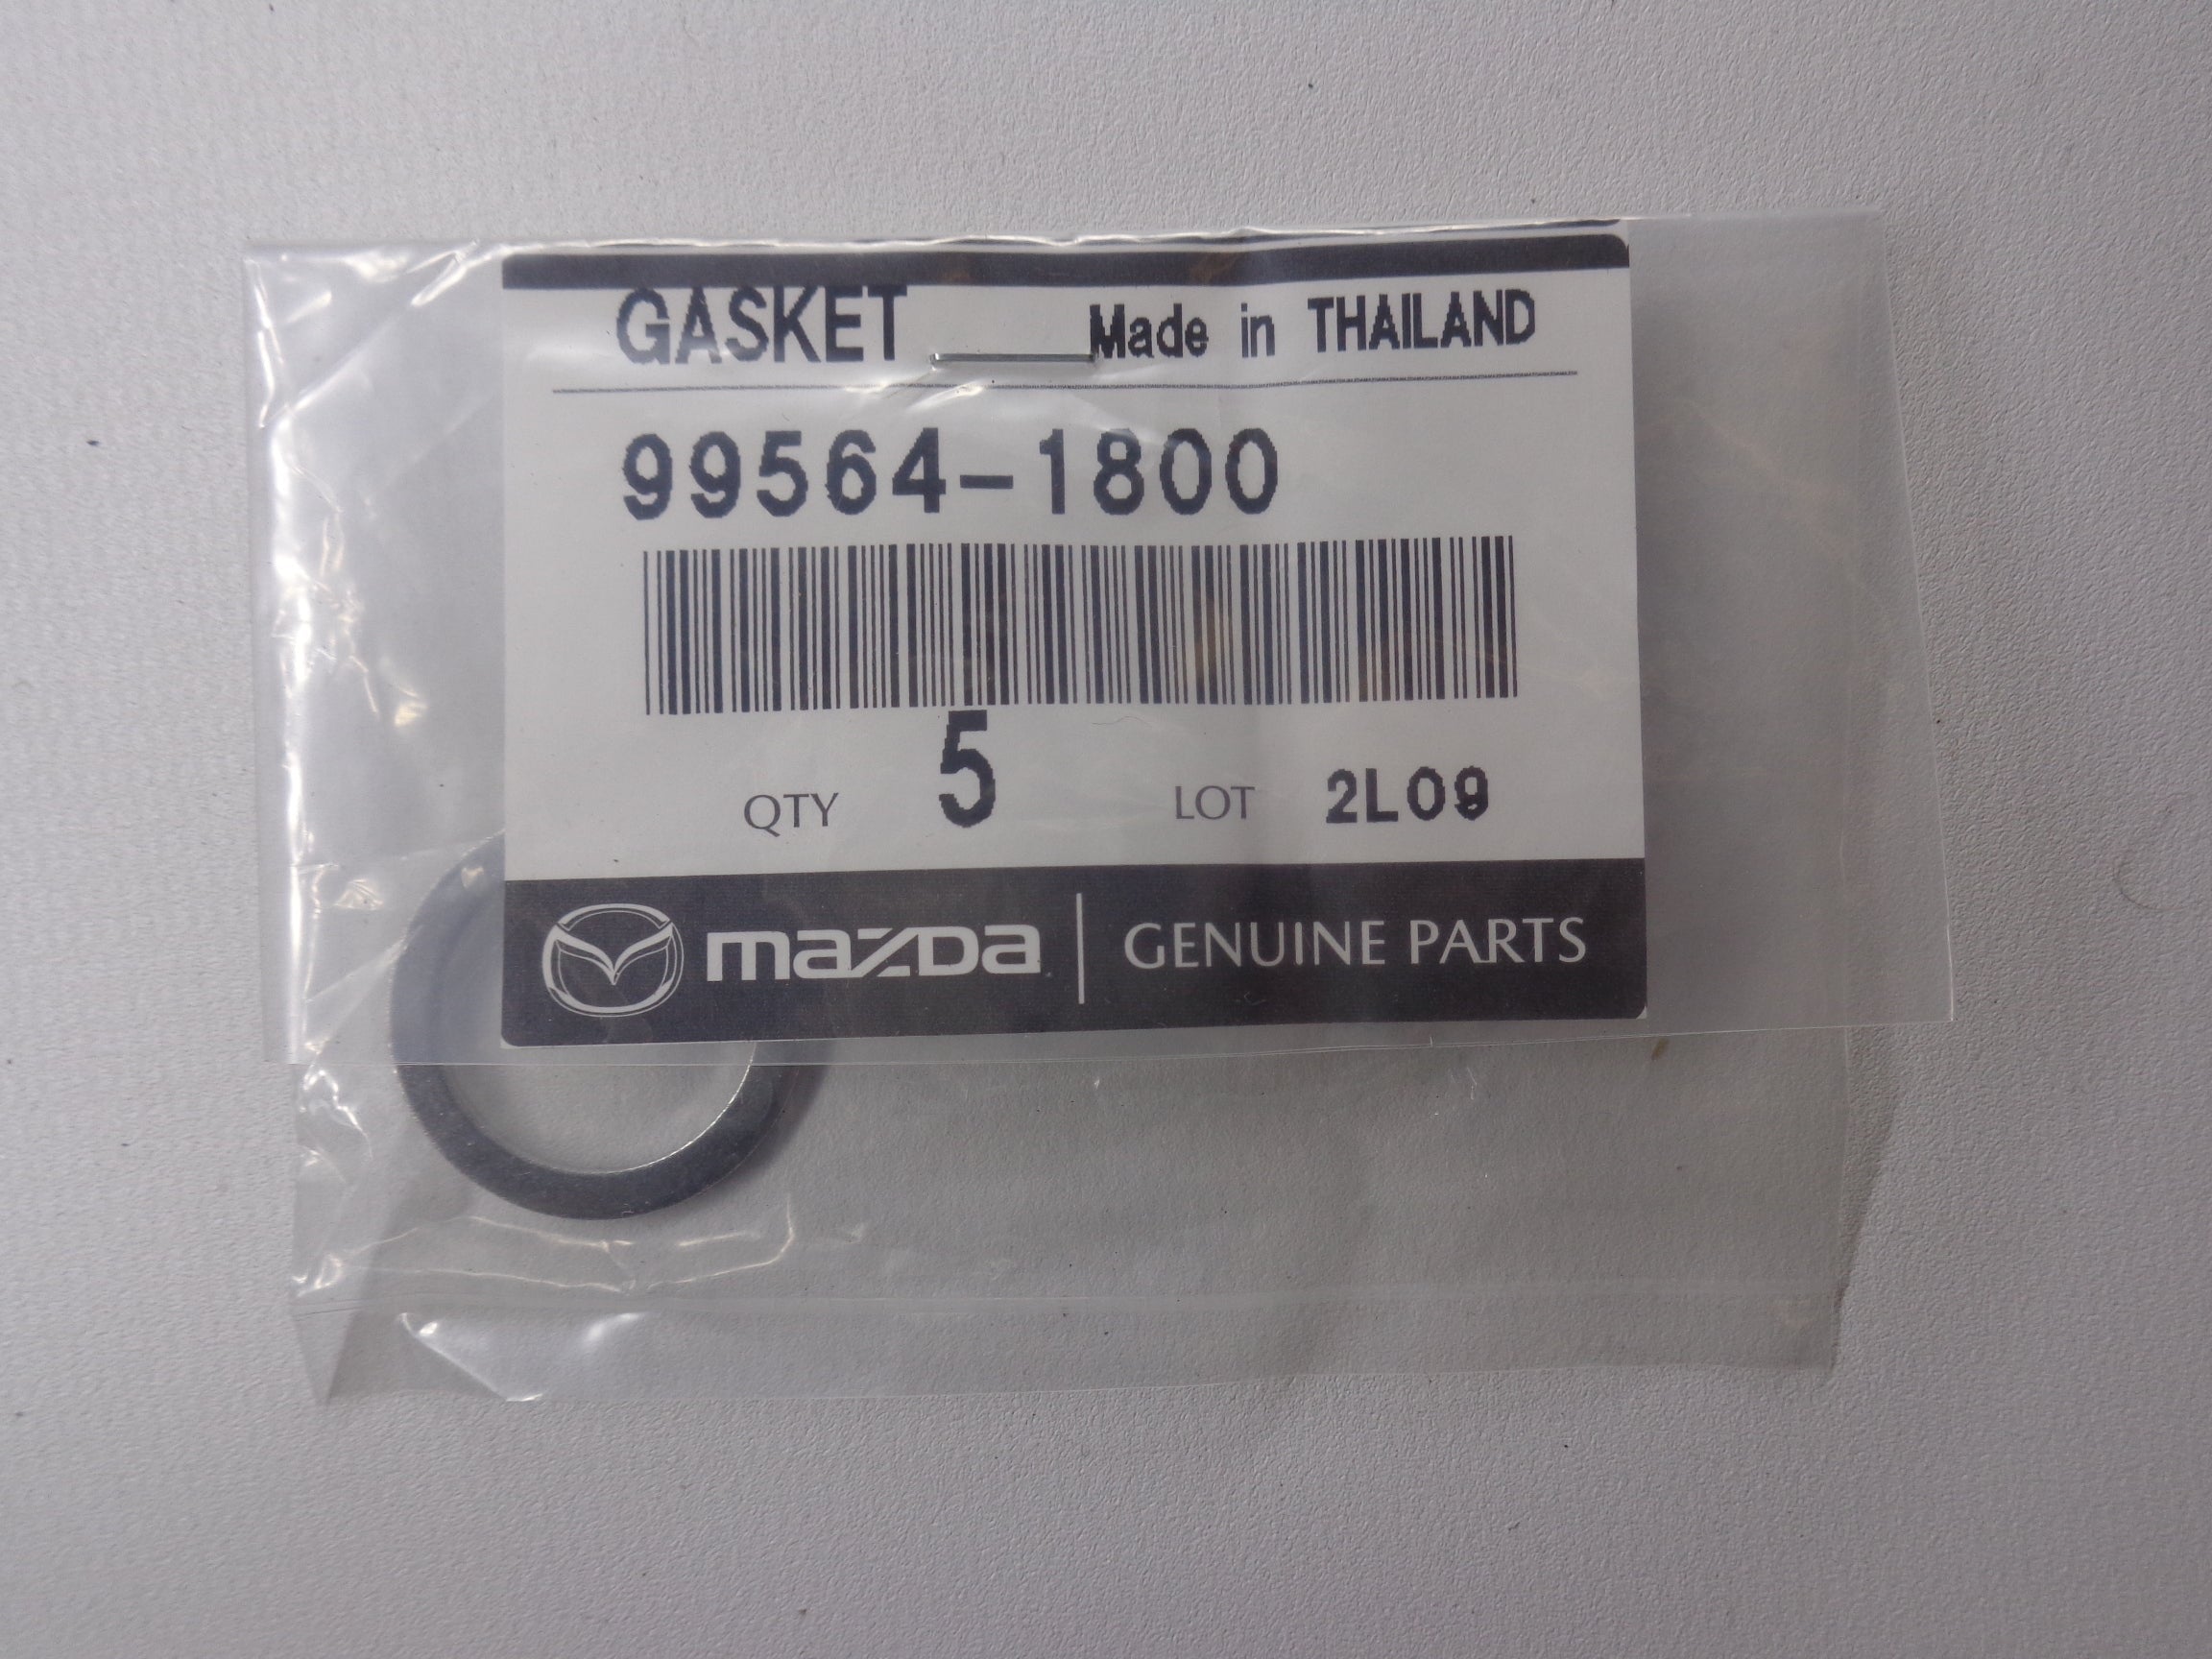 GASKET Made in THAILAND
99564-1800
QTY 5 LOT 2L09
mazda GENUINE PARTS